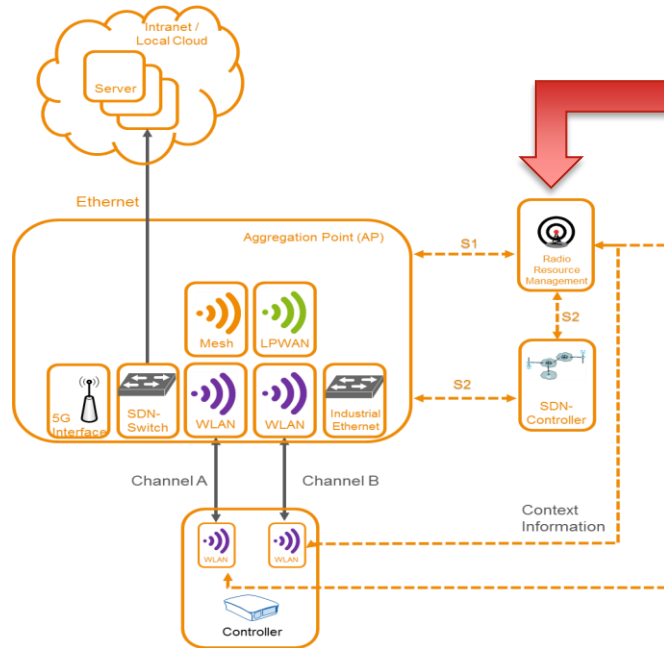 Intranet /
Local Cloud
Server
Ethernet
Aggregation Point (AP)
S1
Radio
Resource
Management
S2
Mesh
LPWAN
5G
Interface
SDN-
Switch
WLAN
WLAN
Industrial
Ethernet
S2
SDN-
Controller
Channel A
Channel B
Context
Information
WLAN
WLAN
Controller